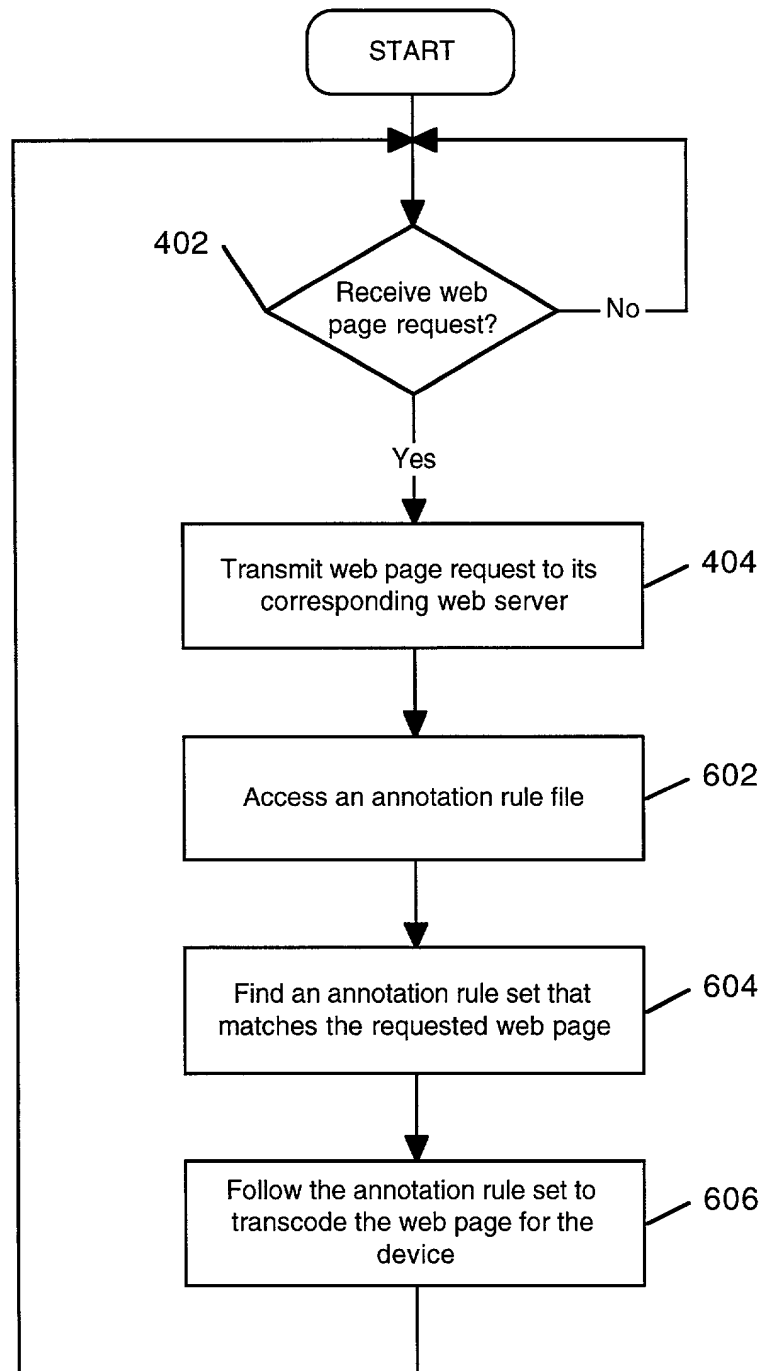 START
402
Receive web
page request?
No
Yes
Transmit web page request to its
corresponding web server
404
Access an annotation rule file
602
Find an annotation rule set that
matches the requested web page
604
Follow the annotation rule set to
transcode the web page for the
device
606